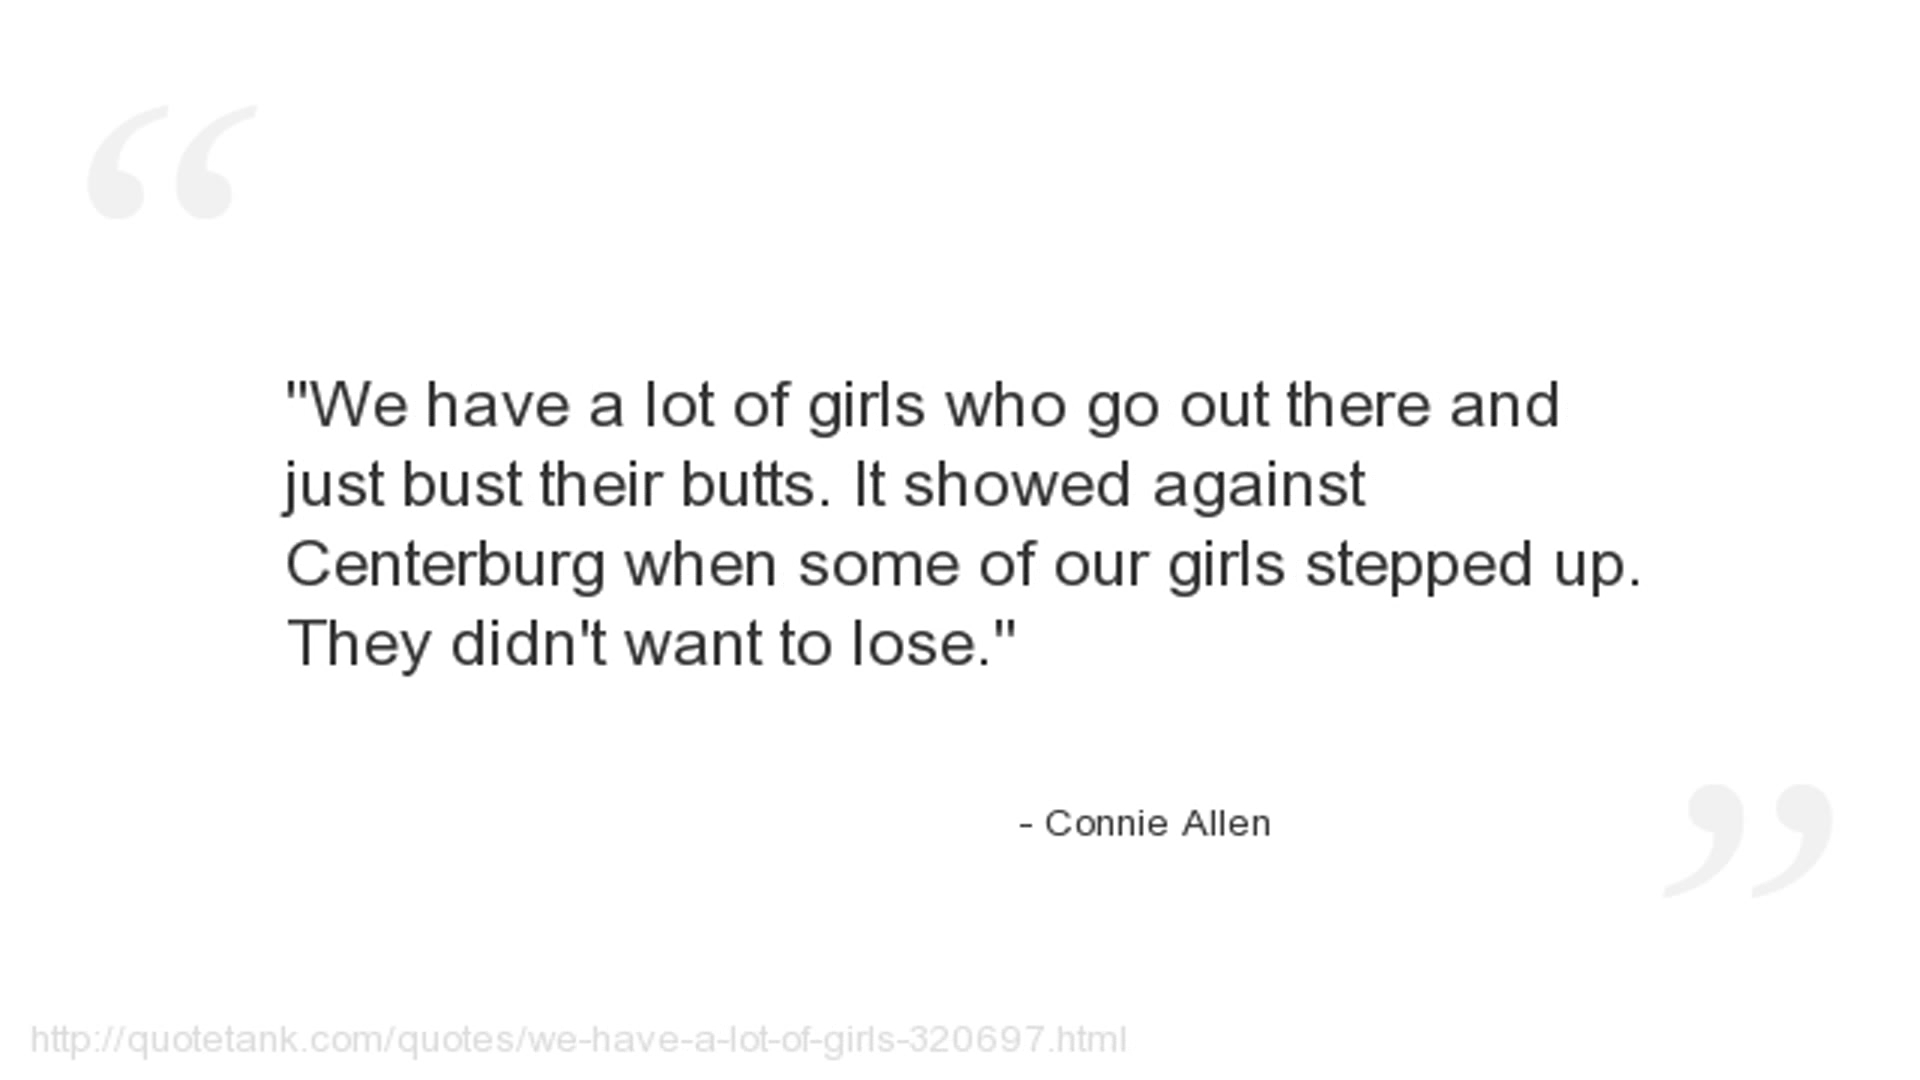 "We have a lot of girls who go out there and
just bust their butts. It showed against
Centerburg when some of our girls stepped up.
They didn't want to lose."
- Connie Allen
http://quotetank.com/quotes/we-have-a-lot-of-girls-320697.html